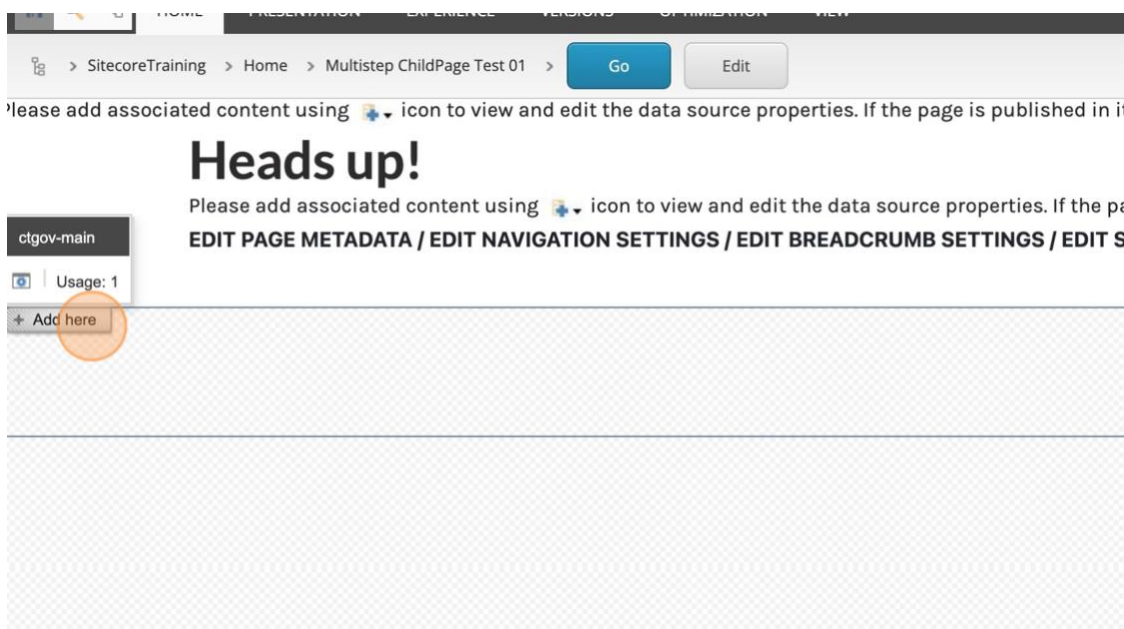 HOME PRESENTATION EXPERIENCE VERSIONS OPTIMIZATION VIEW
> SitecoreTraining > Home > Multistep ChildPage Test 01 > Go Edit
Please add associated content using icon to view and edit the data source properties. If the page is published in
Heads up!
Please add associated content using icon to view and edit the data source properties. If the
EDIT PAGE METADATA / EDIT NAVIGATION SETTINGS / EDIT BREADCRUMB SETTINGS / EDIT
ctgov-main
Usage: 1
+ Add here